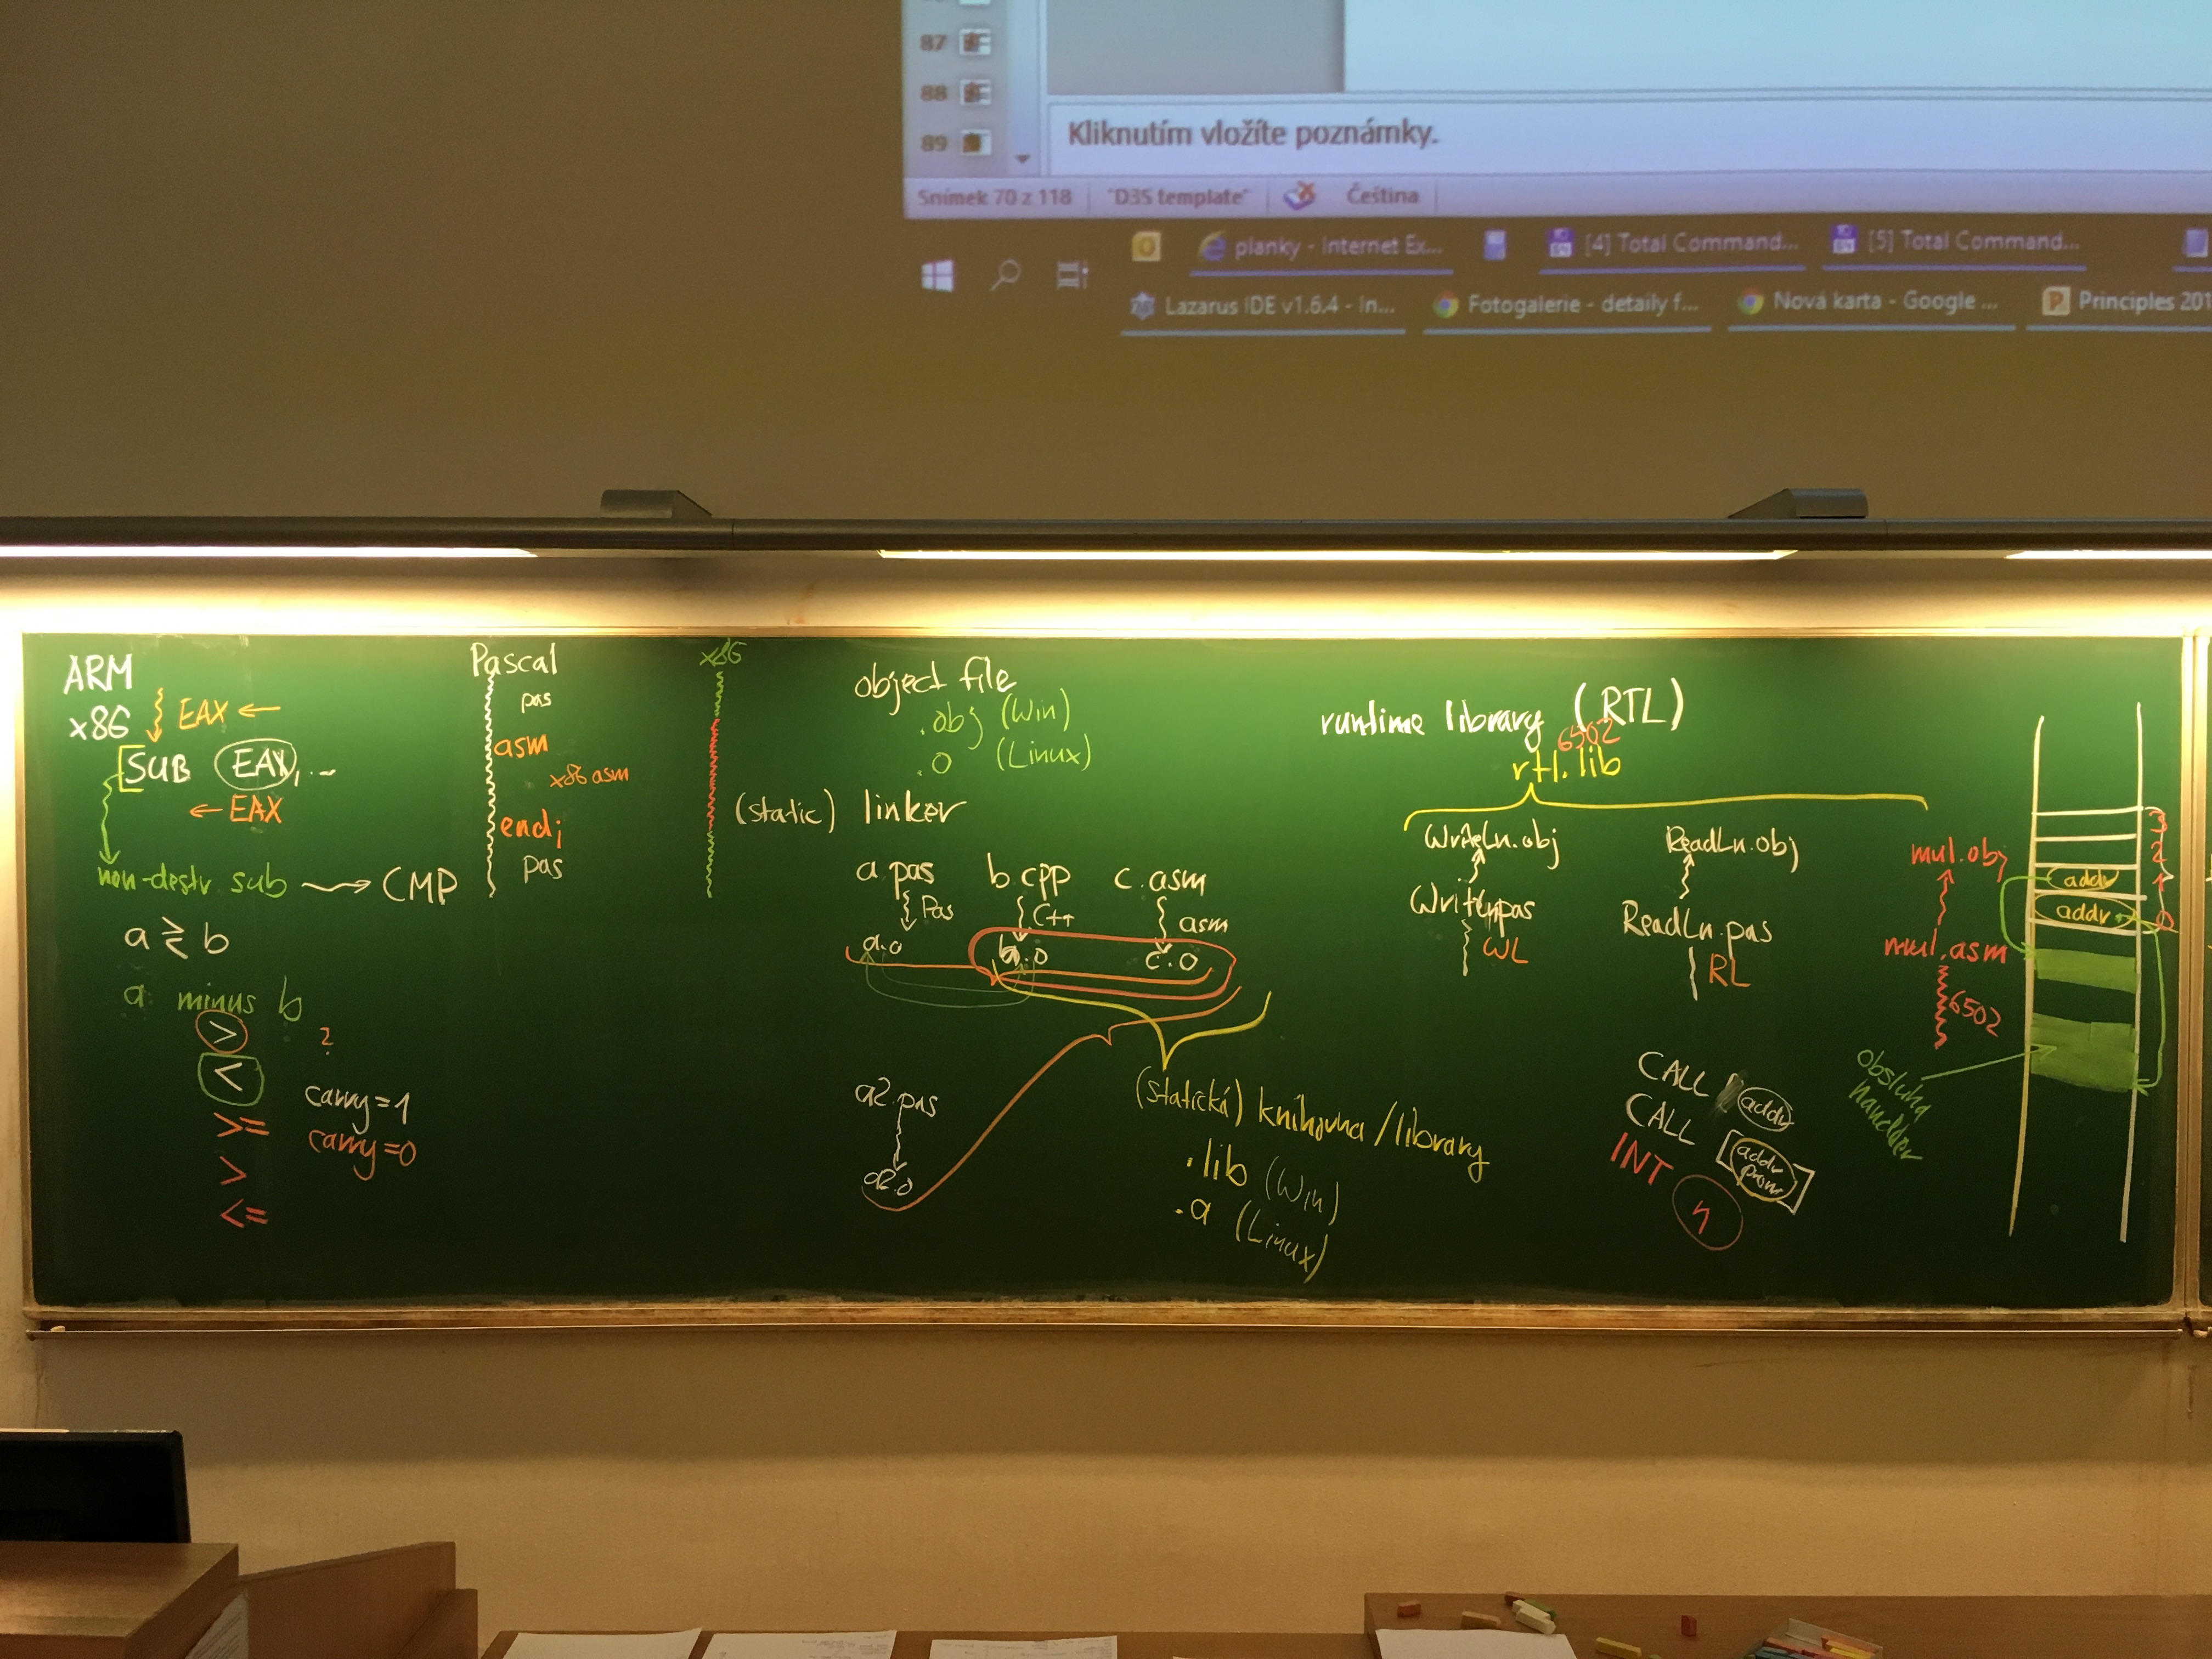 87
88
89
Kliknutím vložíte poznámky.
Snímek 70 z 118 "D3S template" Čeština
planky - Internet Ex... [4] Total Command... [5] Total Command...
Lazarus IDE v1.6.4 - In... Fotogalerie - detaily f... Nová karta - Google ... Principles 201
ARM
x86 EAX ←
SUB EAX, ...
← EAX
non-destr. sub → CMP
a ≷ b
a minus b
> ?
<
carry=1
>= carry=0
>
<=
Pascal
pas
asm
x86 asm
end;
pas
x86
object file
.obj (Win)
.o (Linux)
(static) linker
a.pas b.cpp c.asm
Pas C++ asm
a.o b.o c.o
a2.pas
a2.o
(statická) knihovna/library
.lib (Win)
.a (Linux)
runtime library (RTL)
6502
rtl.lib
WriteLn.obj ReadLn.obj mul.obj
Writeln.pas ReadLn.pas mul.asm
WL RL 6502
CALL addr
CALL addr
prom
INT n
3
2
1
0
addr
addr
obsluha
handler